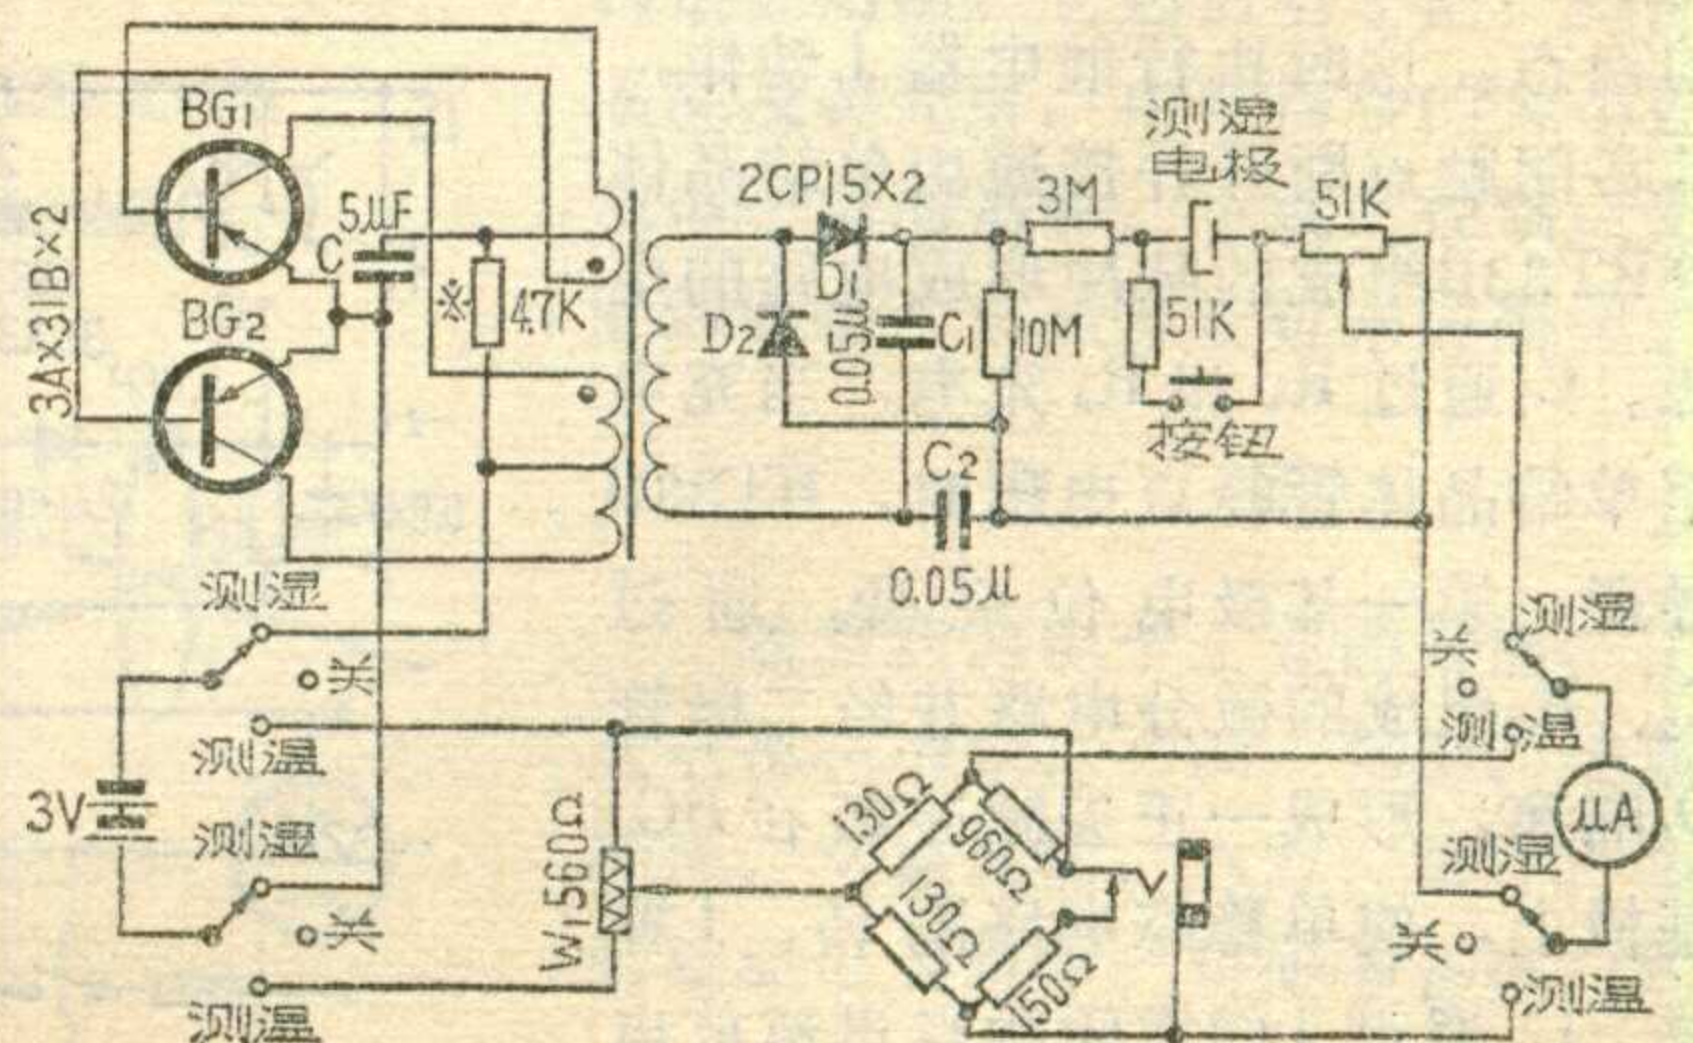 BG1
测湿
电极
2CP15×2
3M
51K
5μF
C
3AX31B×2
D1
※
4.7K
BG2
D2
0.05μ
C1
10M
51K
按钮
C2
0.05μ
测湿
测湿
关
关
测温
测温
130Ω
960Ω
3V
μA
测湿
测湿
W1560Ω
130Ω
关
关
150Ω
测温
测温